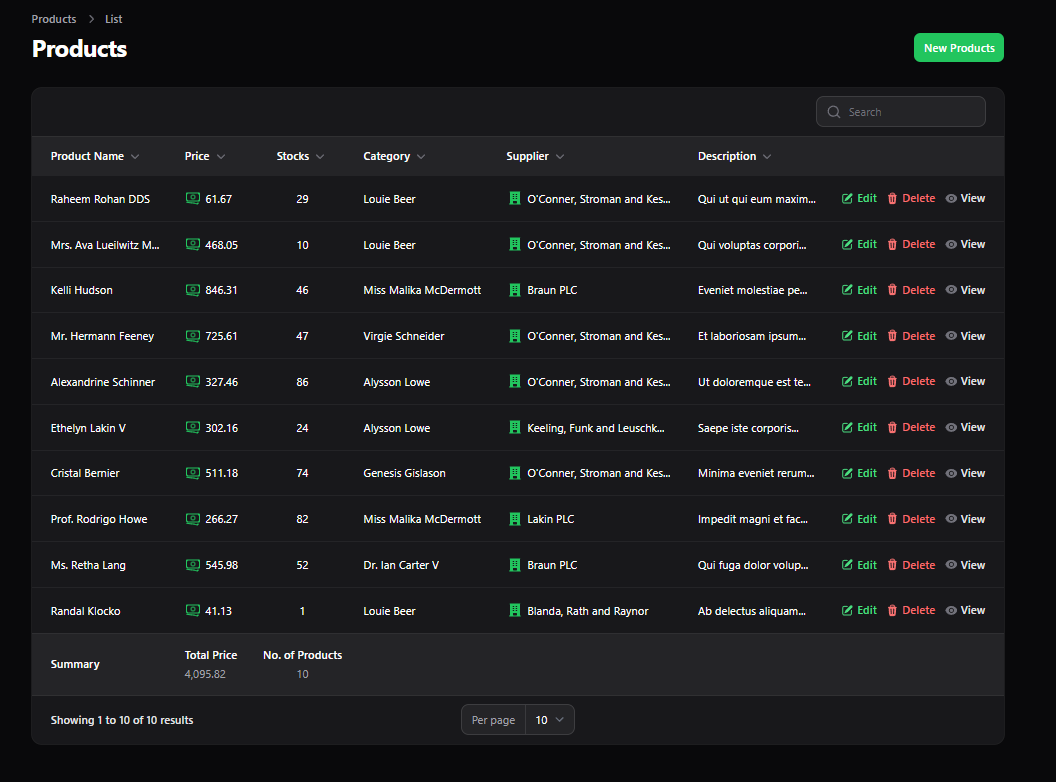 Products > List
Products
New Products
Search
Product Name Price Stocks Category Supplier Description
Raheem Rohan DDS 61.67 29 Louie Beer O'Conner, Stroman and Kes... Qui ut qui eum maxim... Edit Delete View
Mrs. Ava Lueilwitz M... 468.05 10 Louie Beer O'Conner, Stroman and Kes... Qui voluptas corpori... Edit Delete View
Kelli Hudson 846.31 46 Miss Malika McDermott Braun PLC Eveniet molestiae pe... Edit Delete View
Mr. Hermann Feeney 725.61 47 Virgie Schneider O'Conner, Stroman and Kes... Et laboriosam ipsum... Edit Delete View
Alexandrine Schinner 327.46 86 Alysson Lowe O'Conner, Stroman and Kes... Ut doloremque est te... Edit Delete View
Ethelyn Lakin V 302.16 24 Alysson Lowe Keeling, Funk and Leuschk... Saepe iste corporis... Edit Delete View
Cristal Bernier 511.18 74 Genesis Gislason O'Conner, Stroman and Kes... Minima eveniet rerum... Edit Delete View
Prof. Rodrigo Howe 266.27 82 Miss Malika McDermott Lakin PLC Impedit magni et fac... Edit Delete View
Ms. Retha Lang 545.98 52 Dr. Ian Carter V Braun PLC Qui fuga dolor volup... Edit Delete View
Randal Klocko 41.13 1 Louie Beer Blanda, Rath and Raynor Ab delectus aliquam... Edit Delete View
Summary Total Price No. of Products
4,095.82 10
Showing 1 to 10 of 10 results Per page 10